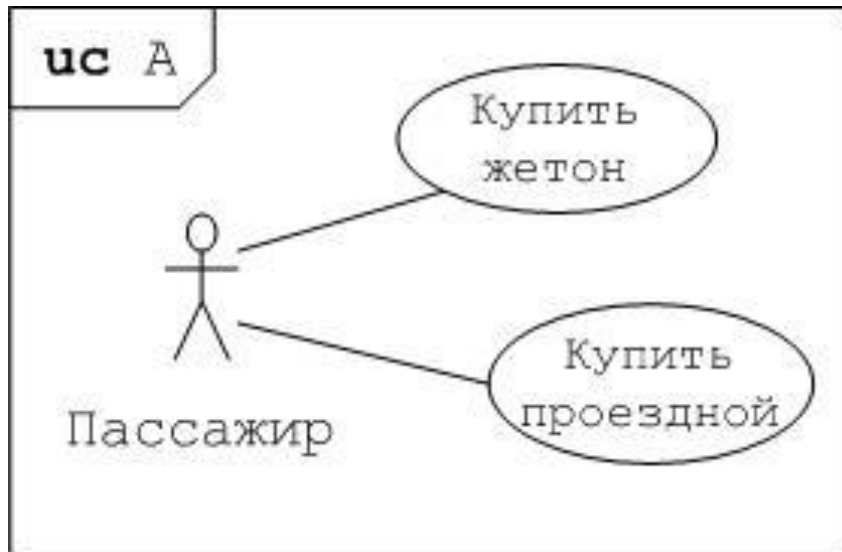 uc A
Купить
жетон
Купить
проездной
Пассажир